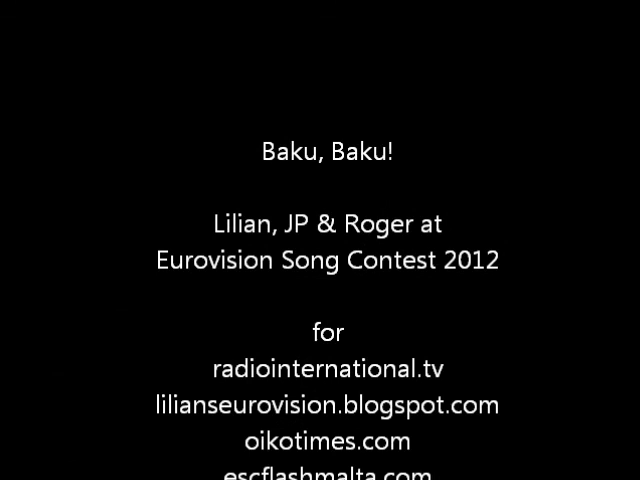 Baku, Baku!
Lilian, JP & Roger at
Eurovision Song Contest 2012
for
radiointernational.tv
lilianseurovision.blogspot.com
oikotimes.com
escflashmalta.com